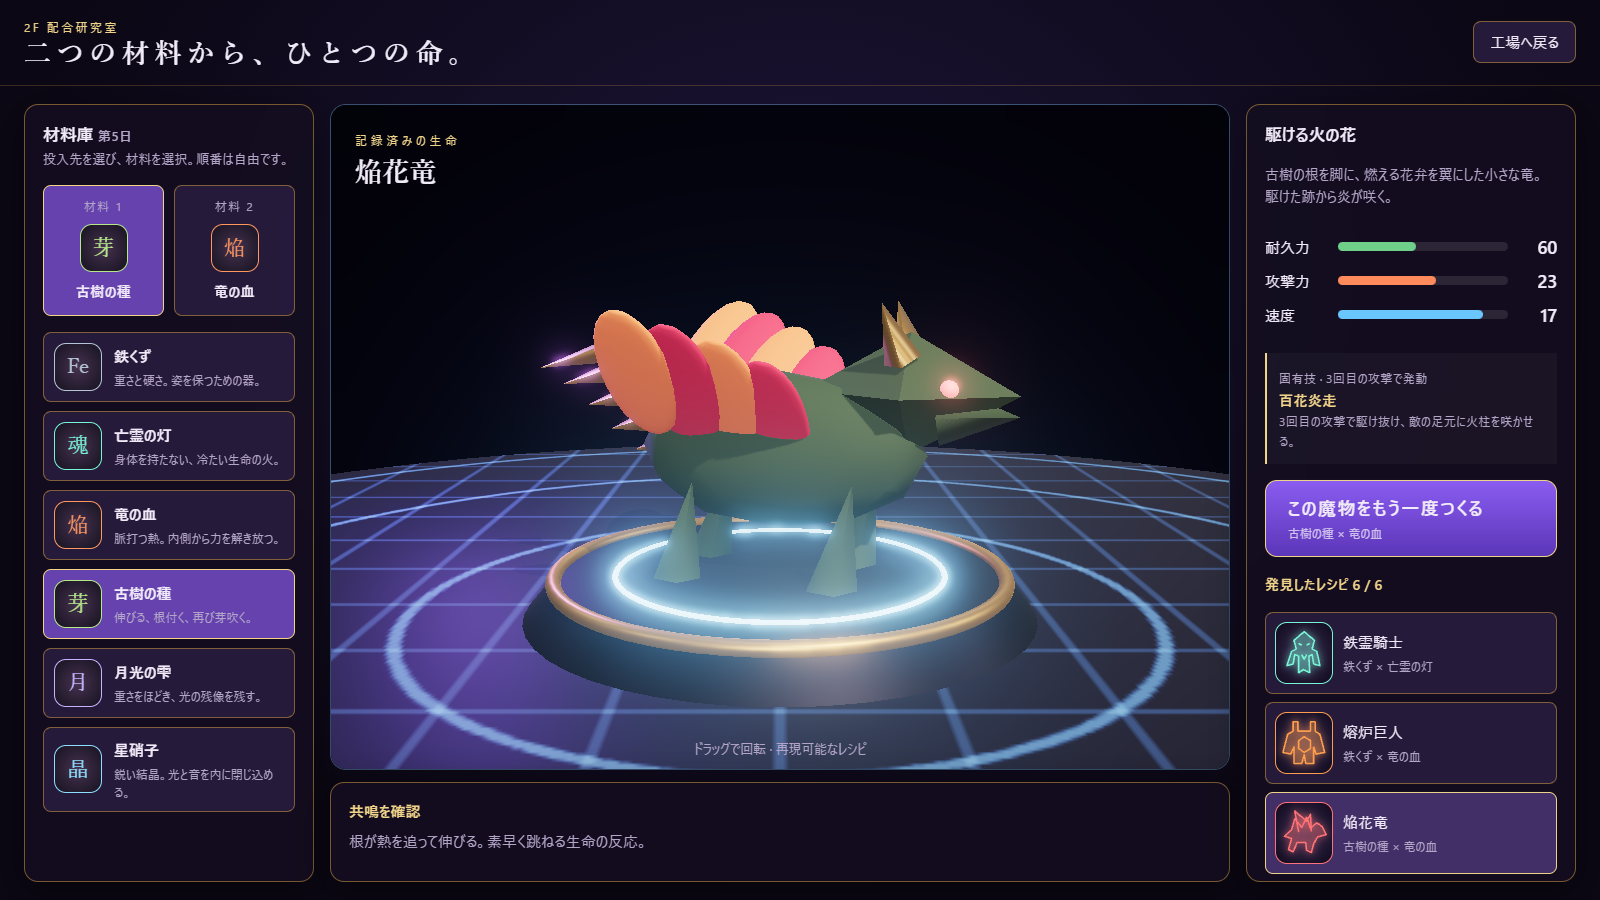 2F 配合研究室
二つの材料から、ひとつの命。
工場へ戻る
材料庫 第5日
投入先を選び、材料を選択。順番は自由です。
材料 1
芽
古樹の種
材料 2
焔
竜の血
Fe
鉄くず
重さと硬さ。姿を保つための器。
魂
亡霊の灯
身体を持たない、冷たい生命の火。
焔
竜の血
脈打つ熱。内側から力を解き放つ。
芽
古樹の種
伸びる、根付く、再び芽吹く。
月
月光の雫
重さをほどき、光の残像を残す。
晶
星硝子
鋭い結晶。光と音を内に閉じ込め
る。
記録済みの生命
焔花竜
ドラッグで回転 · 再現可能なレシピ
共鳴を確認
根が熱を追って伸びる。素早く跳ねる生命の反応。
駆ける火の花
古樹の根を脚に、燃える花弁を翼にした小さな竜。
駆けた跡から炎が咲く。
耐久力 60
攻撃力 23
速度 17
固有技 · 3回目の攻撃で発動
百花炎走
3回目の攻撃で駆け抜け、敵の足元に火柱を咲かせ
る。
この魔物をもう一度つくる
古樹の種 × 竜の血
発見したレシピ 6 / 6
鉄霊騎士
鉄くず × 亡霊の灯
熔炉巨人
鉄くず × 竜の血
焔花竜
古樹の種 × 竜の血